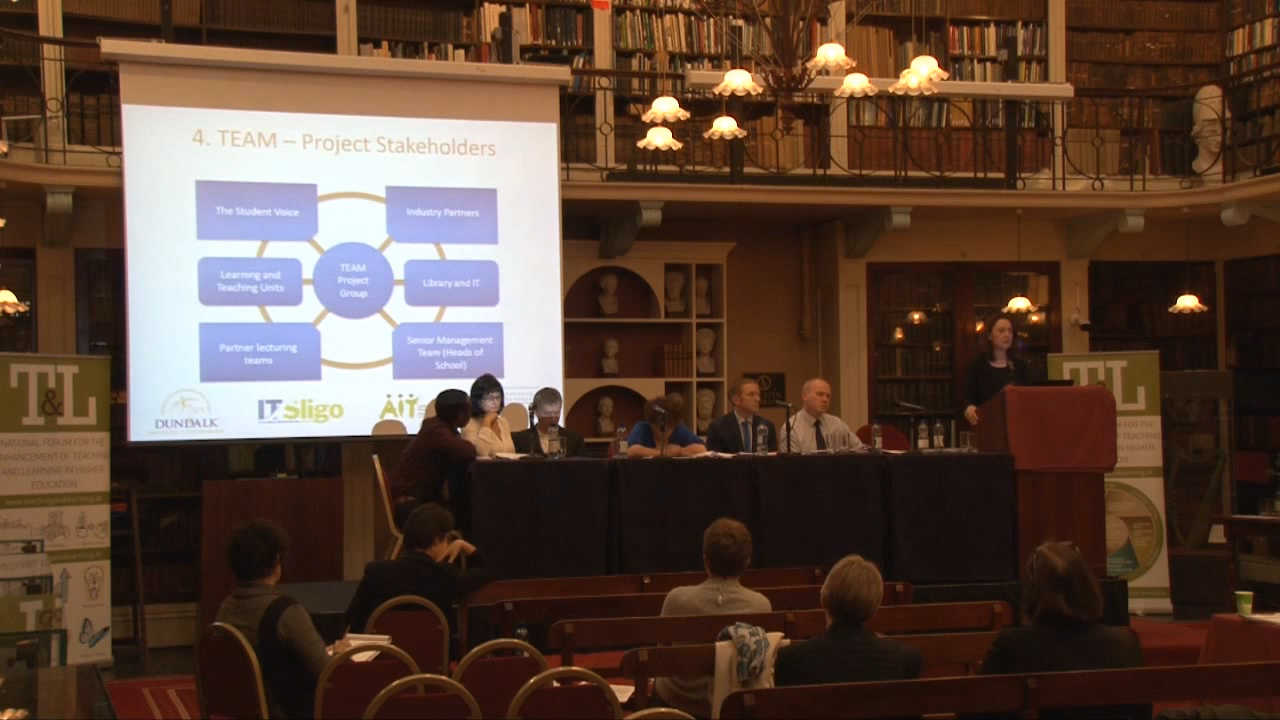 4. TEAM – Project Stakeholders
The Student Voice
Industry Partners
Learning and
Teaching Units
TEAM
Project
Group
Library and IT
Partner lecturing
teams
Senior Management
Team (Heads of
School)
DUNDALK
IT Sligo
AIT
T&L
NATIONAL FORUM FOR THE
ENHANCEMENT OF TEACHING
AND LEARNING IN HIGHER
EDUCATION
T&L